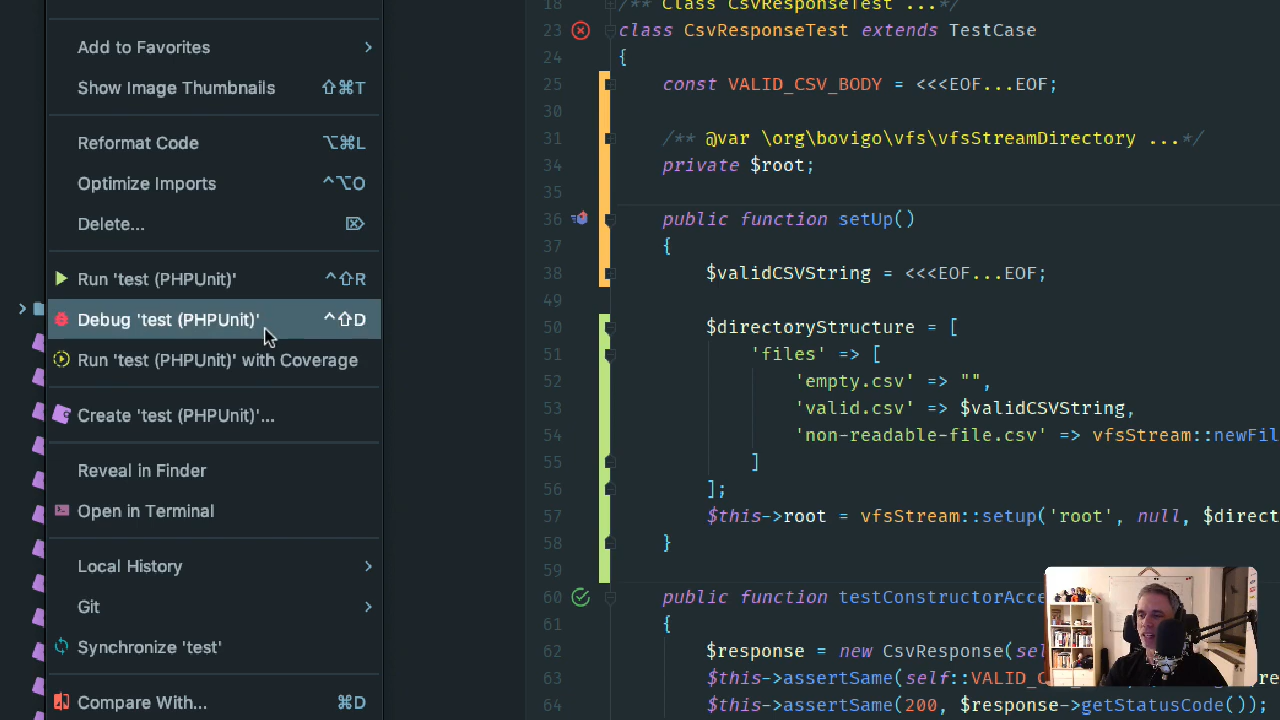 Add to Favorites
Show Image Thumbnails ⇧⌘T
Reformat Code ⌥⌘L
Optimize Imports ^⌥O
Delete... ⌦
Run 'test (PHPUnit)' ^⇧R
Debug 'test (PHPUnit)' ^⇧D
Run 'test (PHPUnit)' with Coverage
Create 'test (PHPUnit)'...
Reveal in Finder
Open in Terminal
Local History
Git
Synchronize 'test'
Compare With... ⌘D
18 /** Class CsvResponseTest ...*/
23 class CsvResponseTest extends TestCase
24 {
25 const VALID_CSV_BODY = <<<EOF...EOF;
30
31 /** @var \org\bovigo\vfs\vfsStreamDirectory ...*/
34 private $root;
35
36 public function setUp()
37 {
38 $validCSVString = <<<EOF...EOF;
49
50 $directoryStructure = [
51 'files' => [
52 'empty.csv' => "",
53 'valid.csv' => $validCSVString,
54 'non-readable-file.csv' => vfsStream::newFil
55 ]
56 ];
57 $this->root = vfsStream::setup('root', null, $direct
58 }
59
60 public function testConstructorAcce
61 {
62 $response = new CsvResponse(sel
63 $this->assertSame(self::VALID_C
64 $this->assertSame(200, $response->getStatusCode());